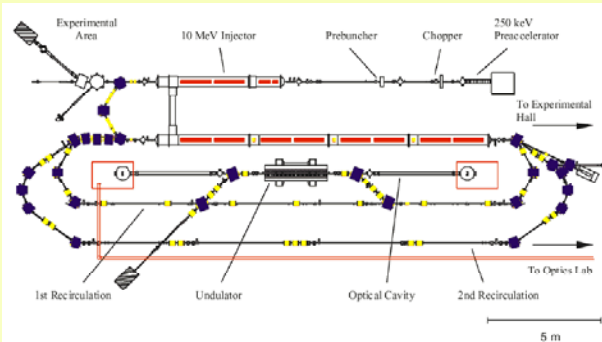 Experimental
Area
10 MeV Injector
Prebuncher
Chopper
250 keV
Preaccelerator
To Experimental
Hall
1
2
To Optics Lab
1st Recirculation
Undulator
Optical Cavity
2nd Recirculation
5 m